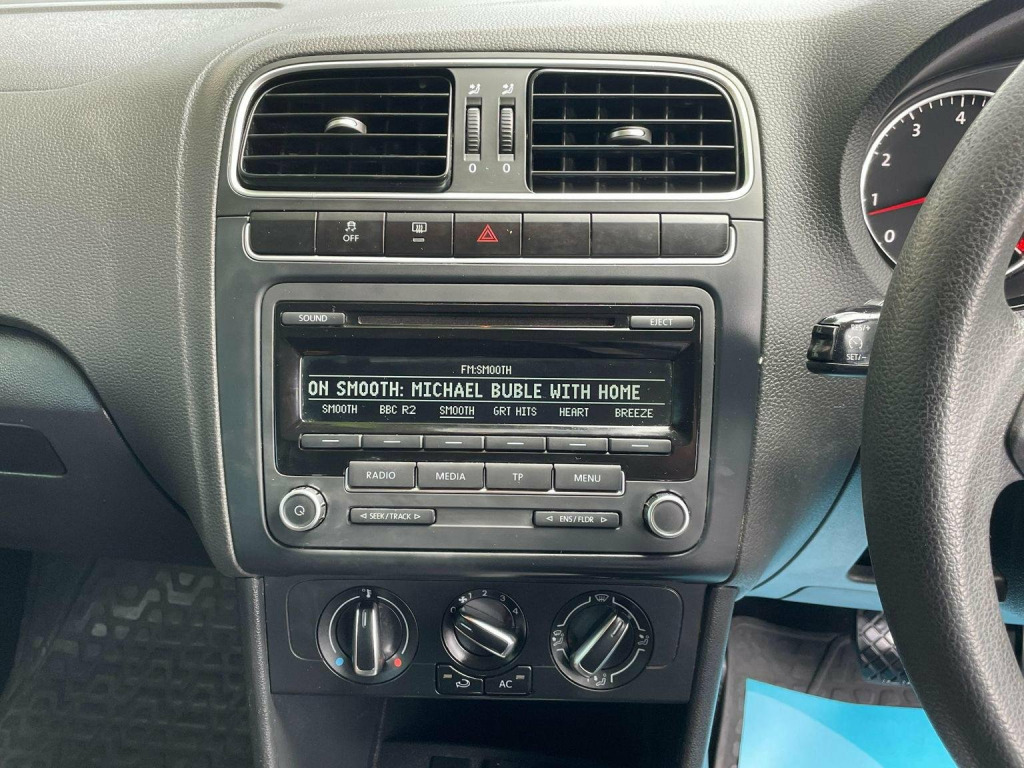 0 0
OFF
SOUND EJECT
FM:SMOOTH
ON SMOOTH: MICHAEL BUBLE WITH HOME
SMOOTH BBC R2 SMOOTH GRT HITS HEART BREEZE
RADIO MEDIA TP MENU
SEEK / TRACK ENS / FLDR
0 1 2 3 4
AC
0 1 2 3 4
RES/+
SET/−